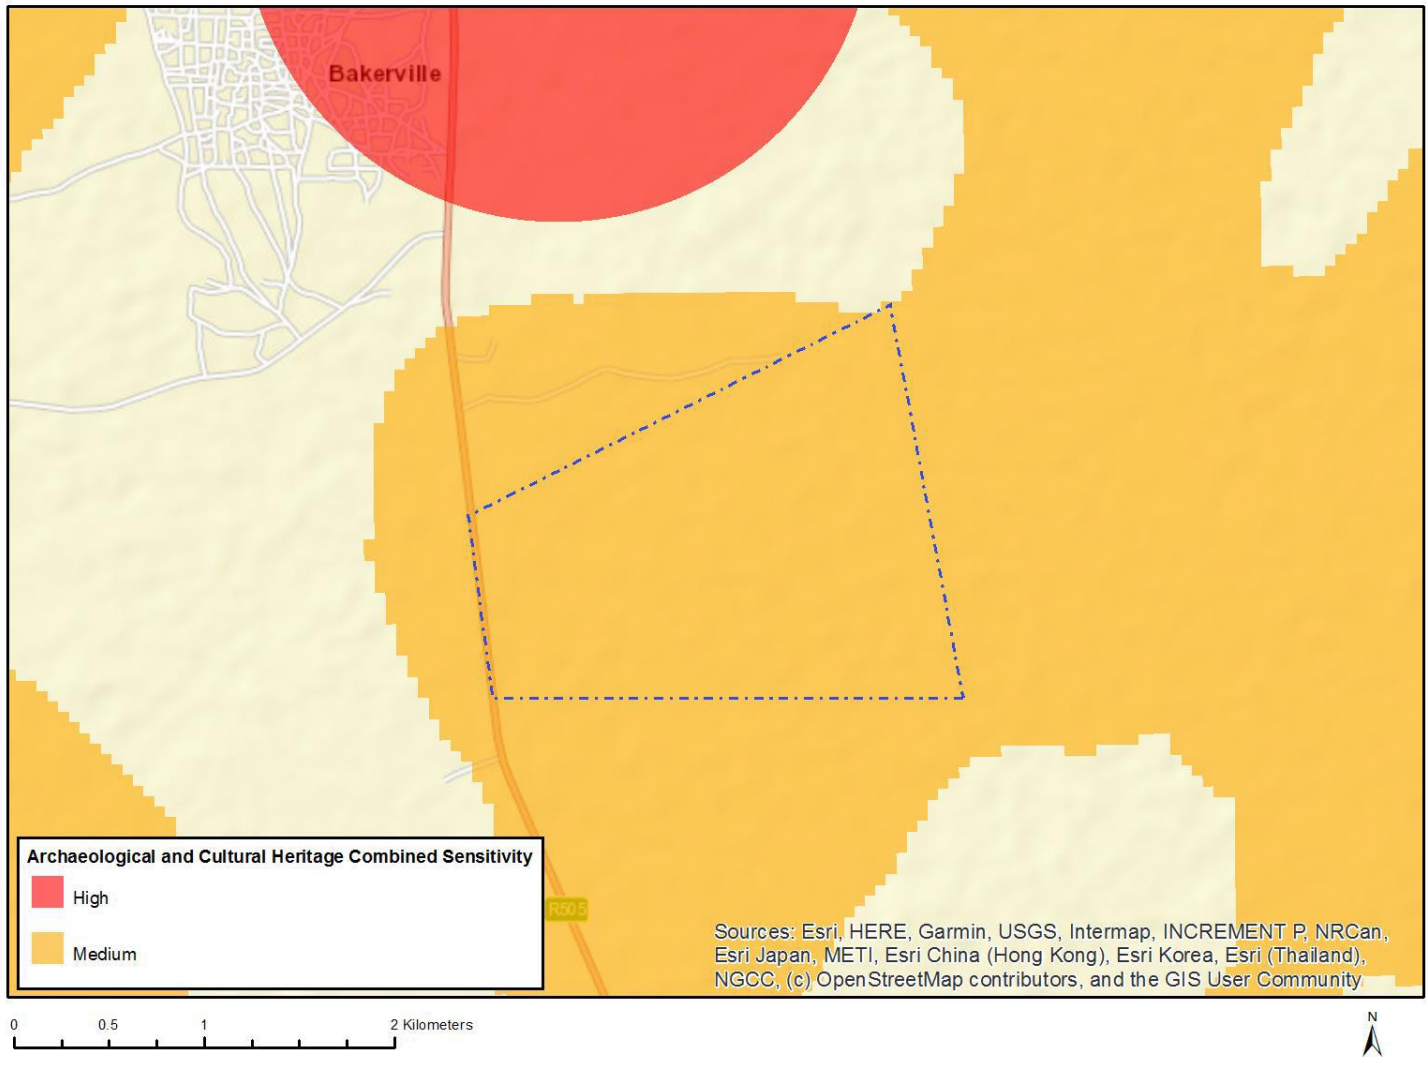 Bakerville
Archaeological and Cultural Heritage Combined Sensitivity
High
Medium
R505
Sources: Esri, HERE, Garmin, USGS, Intermap, INCREMENT P, NRCan,
Esri Japan, METI, Esri China (Hong Kong), Esri Korea, Esri (Thailand),
NGCC, (c) OpenStreetMap contributors, and the GIS User Community
0 0.5 1 2 Kilometers
N